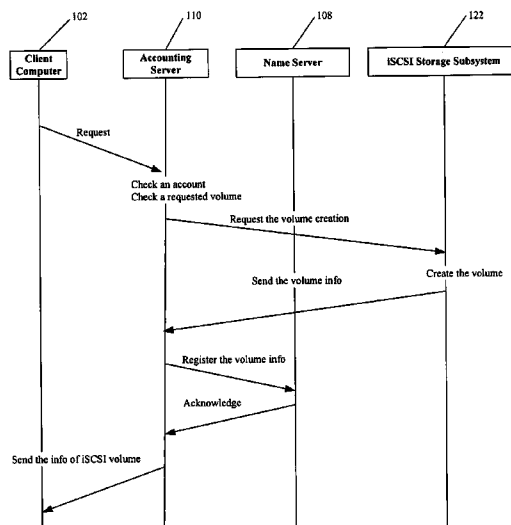 102
110
108
122
Client
Computer
Accounting
Server
Name Server
iSCSI Storage Subsystem
Request
Check an account
Check a requested volume
Request the volume creation
Create the volume
Send the volume info
Register the volume info
Acknowledge
Send the info of iSCSI volume